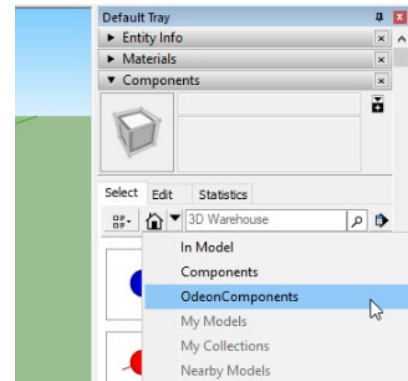 Default Tray
Entity Info
Materials
Components
Select Edit Statistics
3D Warehouse
In Model
Components
OdeonComponents
My Models
My Collections
Nearby Models